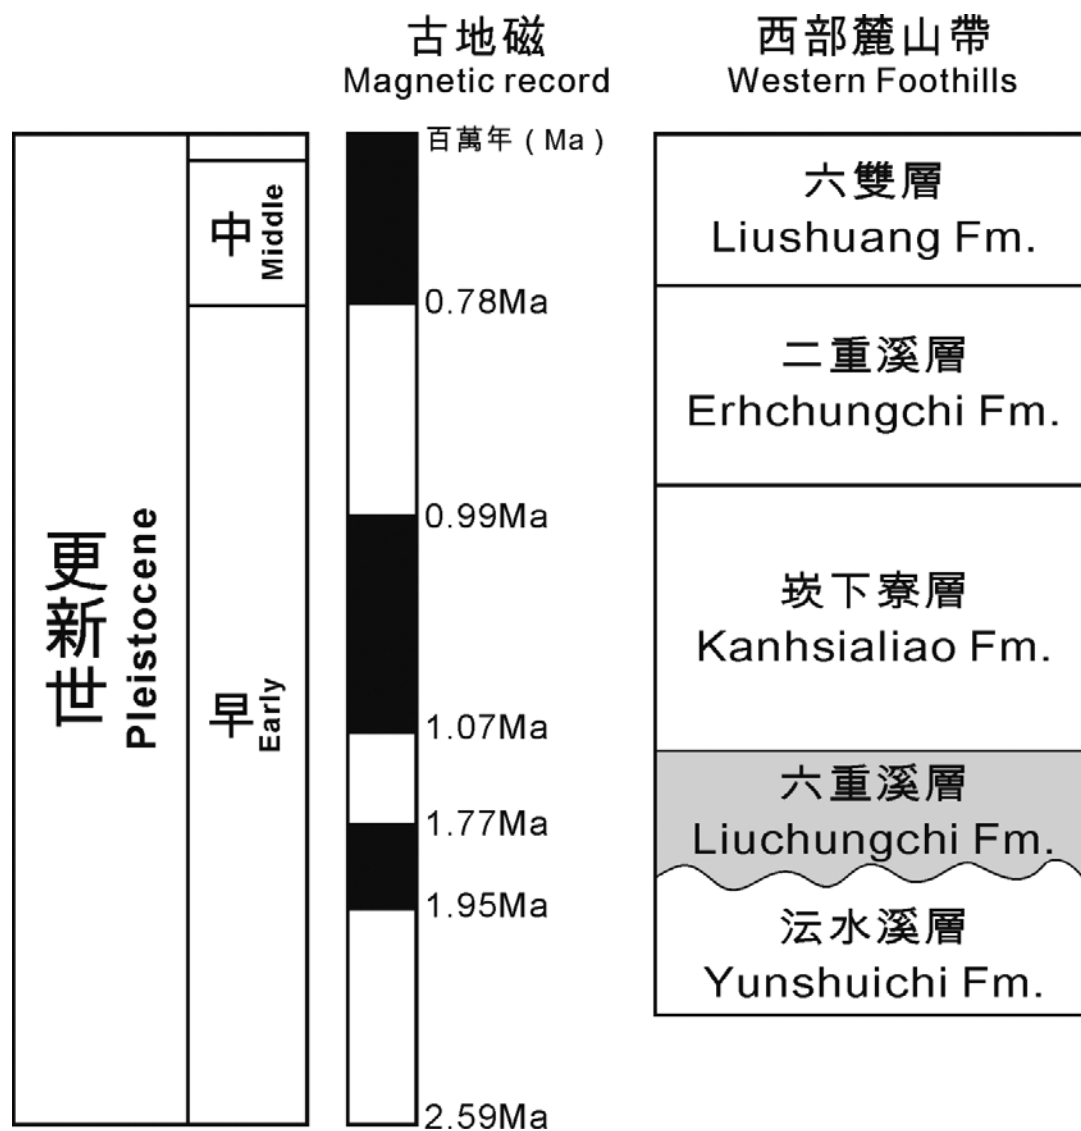 古地磁
Magnetic record
西部麓山帶
Western Foothills
更新世
Pleistocene
中
Middle
早
Early
百萬年（Ma）
0.78Ma
0.99Ma
1.07Ma
1.77Ma
1.95Ma
2.59Ma
六雙層
Liushuang Fm.
二重溪層
Erhchungchi Fm.
崁下寮層
Kanhsialiao Fm.
六重溪層
Liuchungchi Fm.
沄水溪層
Yunshuichi Fm.